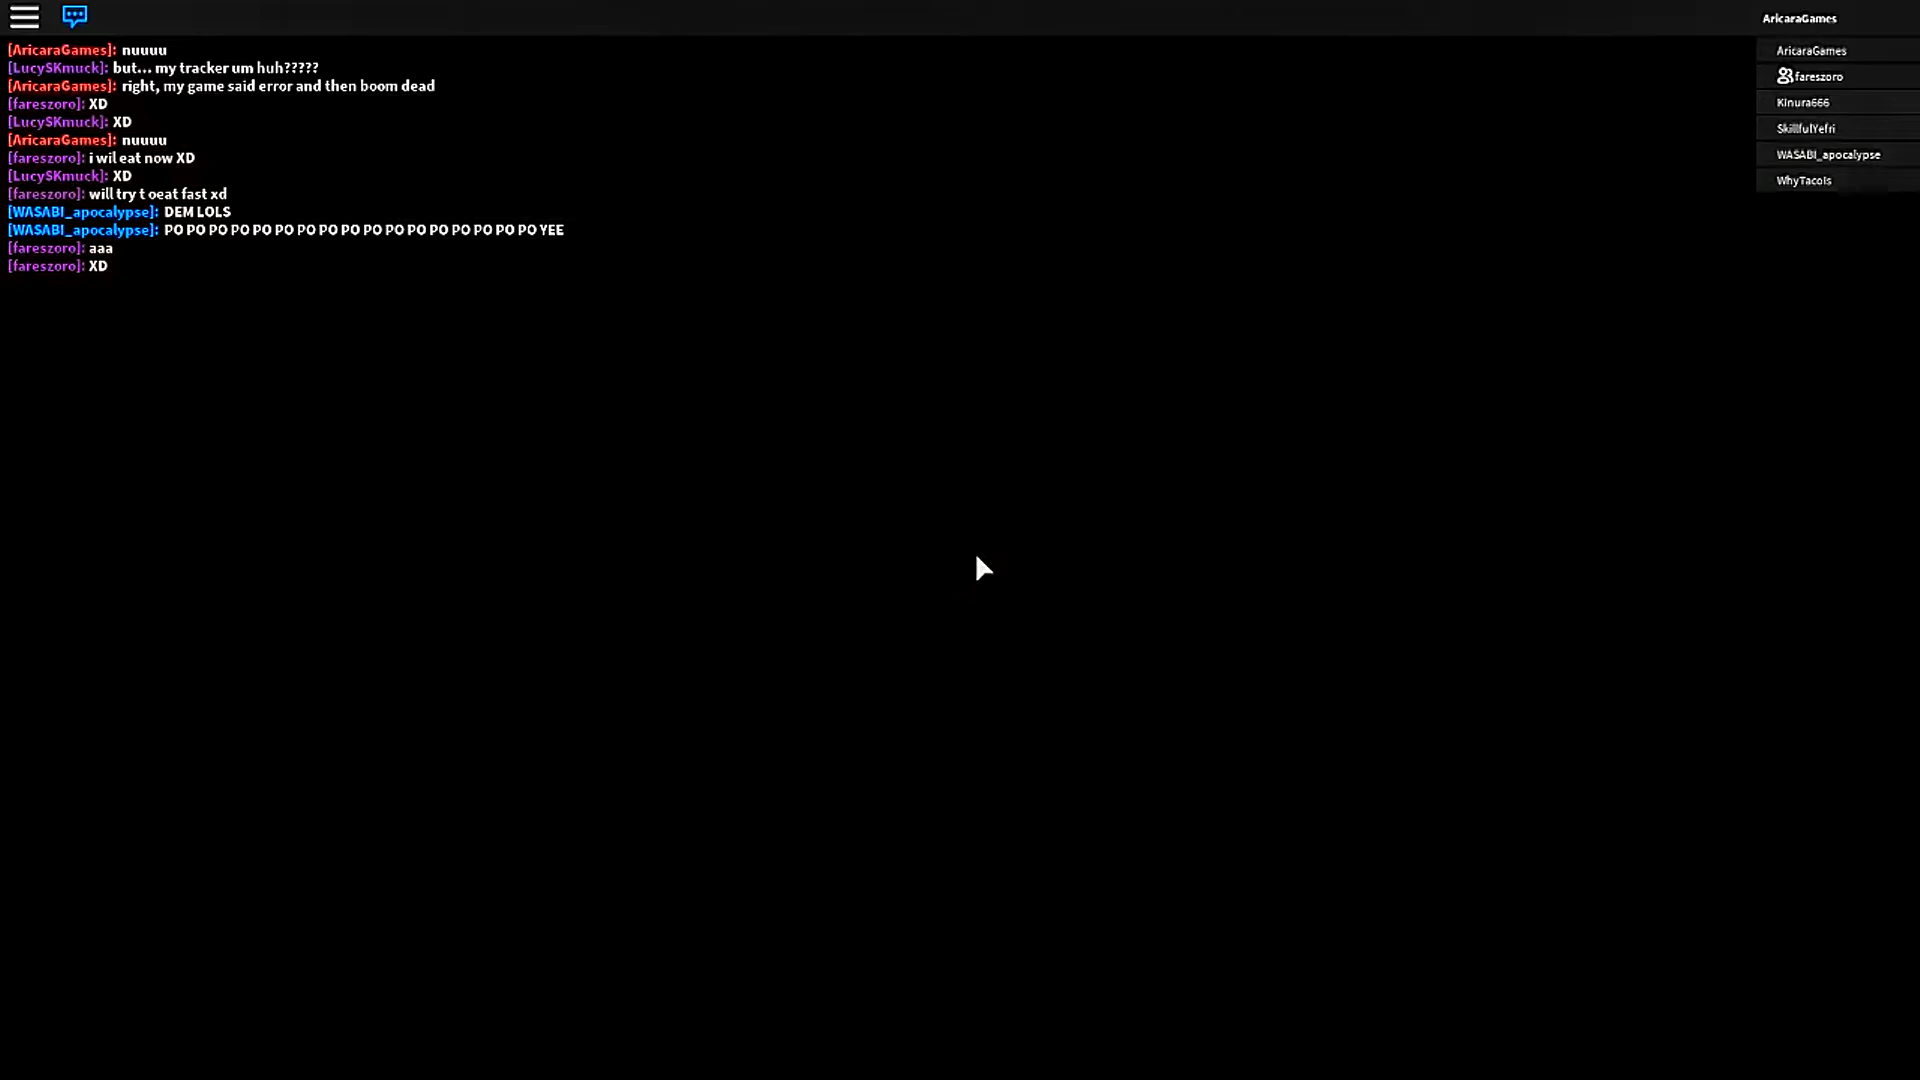 AricaraGames
[AricaraGames]: nuuuu
[LucySKmuck]: but... my tracker um huh?????
[AricaraGames]: right, my game said error and then boom dead
[fareszoro]: XD
[LucySKmuck]: XD
[AricaraGames]: nuuuu
[fareszoro]: i wil eat now XD
[LucySKmuck]: XD
[fareszoro]: will try t oeat fast xd
[WASABI_apocalypse]: DEM LOLS
[WASABI_apocalypse]: PO PO PO PO PO PO PO PO PO PO PO PO PO PO PO PO PO YEE
[fareszoro]: aaa
[fareszoro]: XD
AricaraGames
fareszoro
Kinura666
SkillfulYefri
WASABI_apocalypse
WhyTacoIs